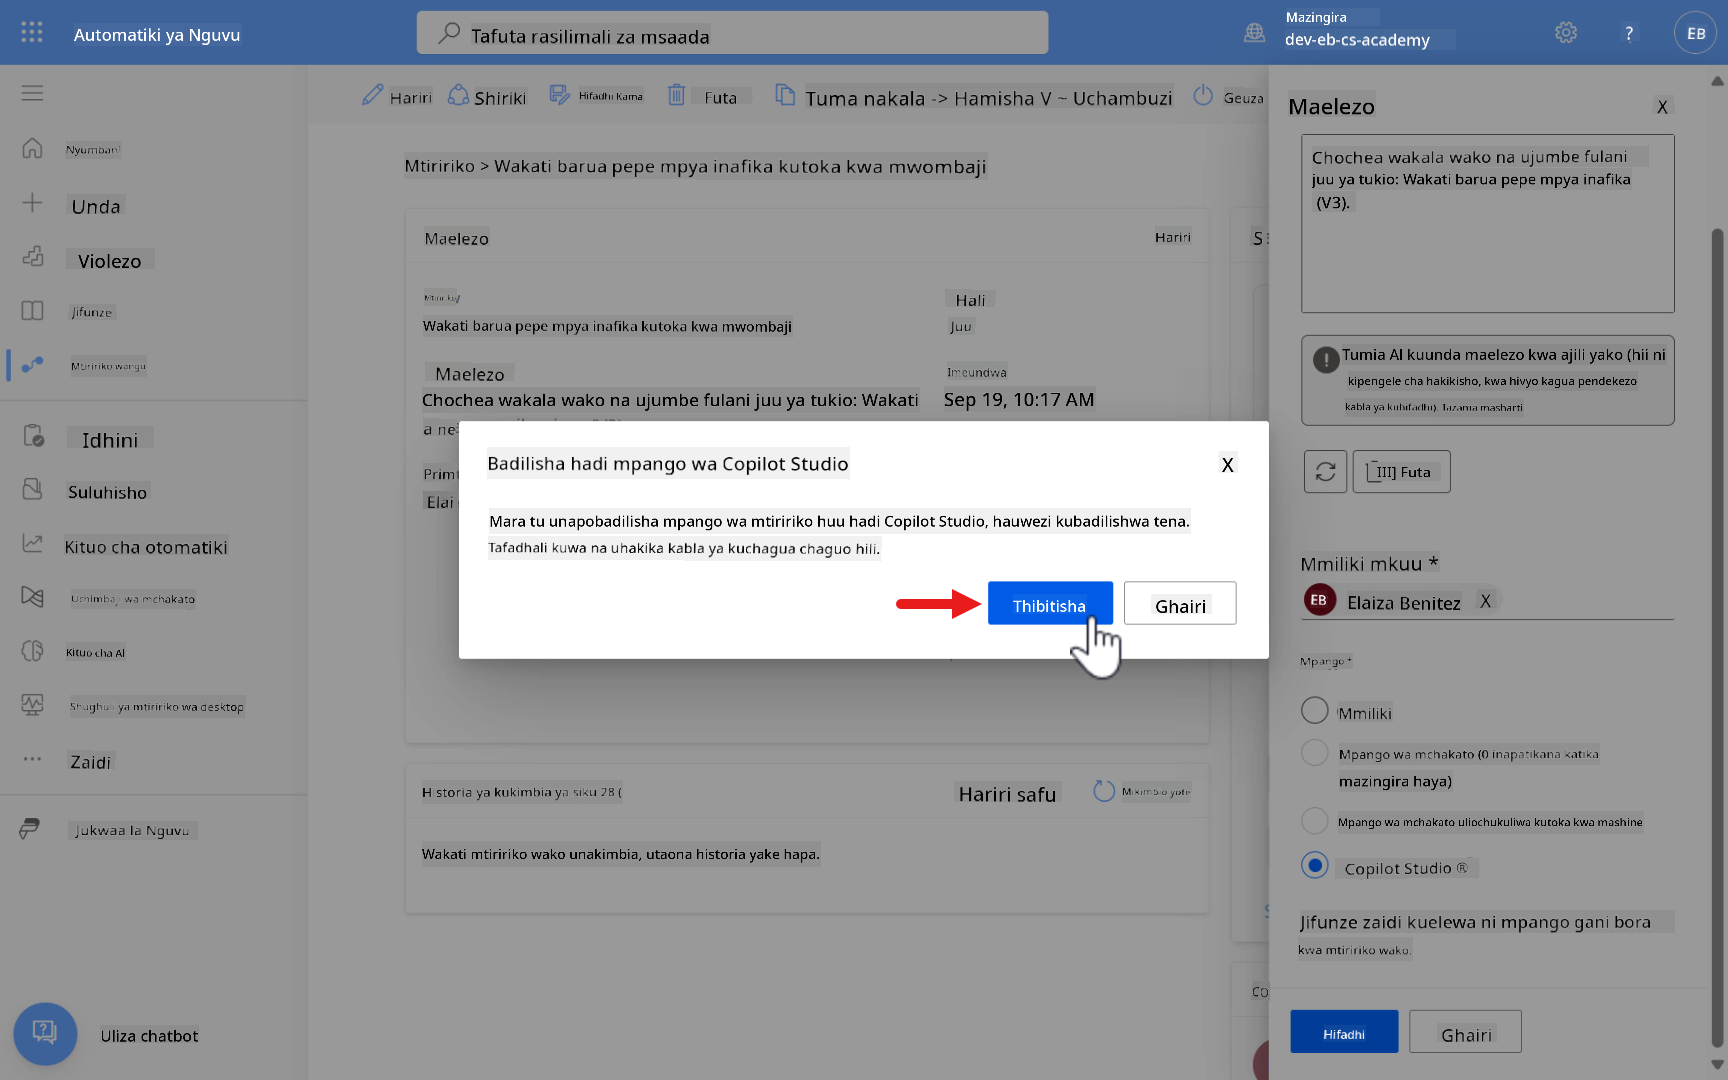 Automatiki ya Nguvu
Tafuta rasilimali za msaada
Mazingira
dev-eb-cs-academy
?
EB
Hariri
Shiriki
Hifadhi Kama
Futa
Tuma nakala -> Hamisha V ~ Uchambuzi
Geuza
Nyumbani
Unda
Violezo
Jifunze
Mtiririko wangu
Idhini
Suluhisho
Kituo cha otomatiki
Uchimbaji wa mchakato
Kituo cha AI
Shughuli ya mtiririko wa desktop
Zaidi
Jukwaa la Nguvu
Uliza chatbot
Mtiririko > Wakati barua pepe mpya inafika kutoka kwa mwombaji
Maelezo
Hariri
S
Mtiririko
Wakati barua pepe mpya inafika kutoka kwa mwombaji
Hali
Juu
Maelezo
Chochea wakala wako na ujumbe fulani juu ya tukio: Wakati
a ne
Imeundwa
Sep 19, 10:17 AM
Elai
Badilisha hadi mpango wa Copilot Studio
X
Mara tu unapobadilisha mpango wa mtiririko huu hadi Copilot Studio, hauwezi kubadilishwa tena.
Tafadhali kuwa na uhakika kabla ya kuchagua chaguo hili.
Thibitisha
Ghairi
Historia ya kukimbia ya siku 28 (
Hariri safu
Mikimbio yote
Wakati mtiririko wako unakimbia, utaona historia yake hapa.
CO
Maelezo
X
Chochea wakala wako na ujumbe fulani
juu ya tukio: Wakati barua pepe mpya inafika
(V3).
Tumia AI kuunda maelezo kwa ajili yako (hii ni
kipengele cha hakikisho, kwa hivyo kagua pendekezo
kabla ya kuhifadhi). Tazama masharti
III] Futa
Mmiliki mkuu *
EB
Elaiza Benitez X
Mpango *
Mmiliki
Mpango wa mchakato (0 inapatikana katika
mazingira haya)
Mpango wa mchakato uliochukuliwa kutoka kwa mashine
Copilot Studio ®
Jifunze zaidi kuelewa ni mpango gani bora
kwa mtiririko wako.
Hifadhi
Ghairi